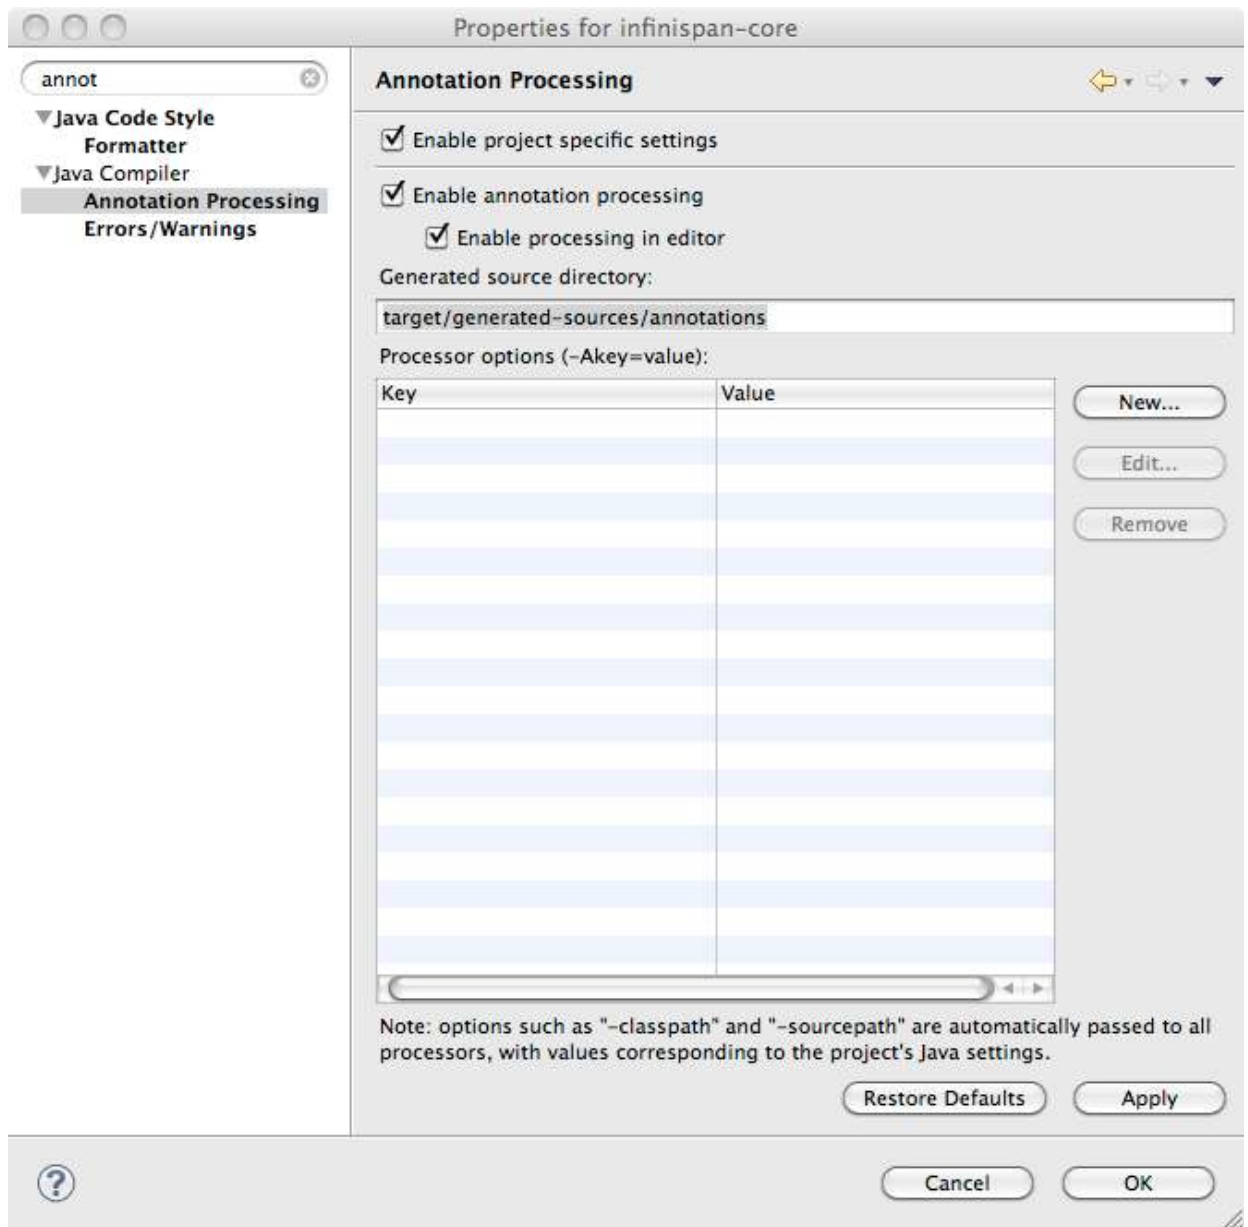 Properties for infinispan-core
annot
Java Code Style
Formatter
Java Compiler
Annotation Processing
Errors/Warnings
Annotation Processing
Enable project specific settings
Enable annotation processing
Enable processing in editor
Generated source directory:
target/generated-sources/annotations
Processor options (-Akey=value):
Key Value
New...
Edit...
Remove
Note: options such as "-classpath" and "-sourcepath" are automatically passed to all
processors, with values corresponding to the project's Java settings.
Restore Defaults Apply
? Cancel OK